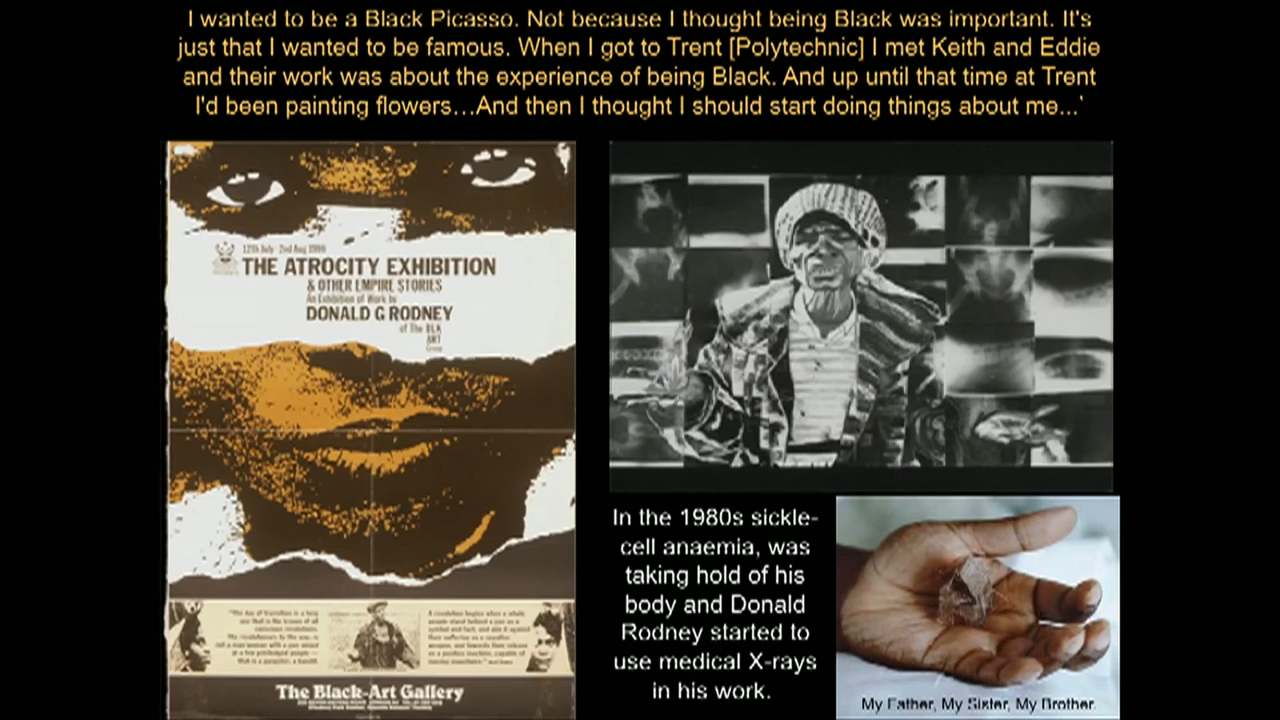 I wanted to be a Black Picasso. Not because I thought being Black was important. It's
just that I wanted to be famous. When I got to Trent [Polytechnic] I met Keith and Eddie
and their work was about the experience of being Black. And up until that time at Trent
I'd been painting flowers…And then I thought I should start doing things about me...'
12th July - 2nd Aug 1986
THE ATROCITY EXHIBITION
& OTHER EMPIRE STORIES
An Exhibition of Work by
DONALD G RODNEY
of The BLK
ART
Group
The Black-Art Gallery
In the 1980s sickle-
cell anaemia, was
taking hold of his
body and Donald
Rodney started to
use medical X-rays
in his work.
My Father, My Sister, My Brother.